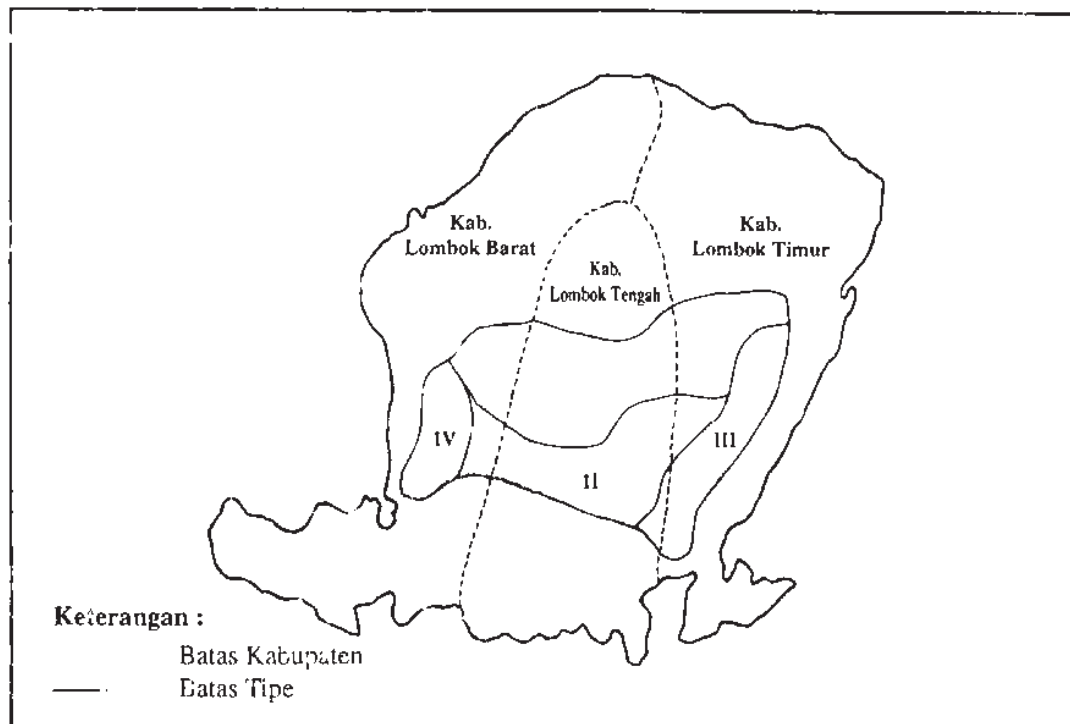 Kab.
Lombok Barat
Kab.
Lombok Timur
Kab.
Lombok Tengah
IV
III
II
Keterangan :
Batas Kabupaten
Batas Tipe